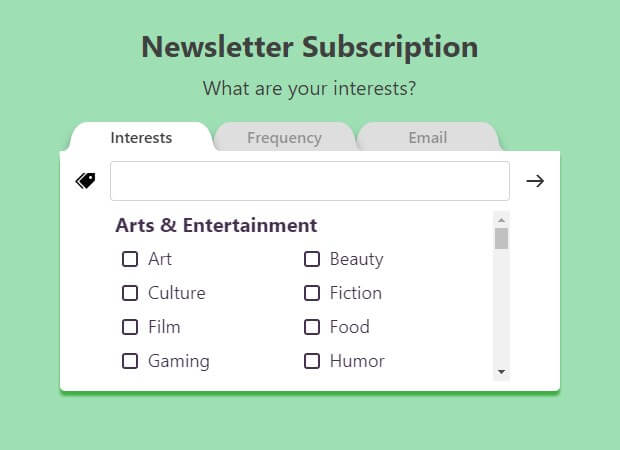 Newsletter Subscription
What are your interests?
Interests Frequency Email
Arts & Entertainment
Art Beauty
Culture Fiction
Film Food
Gaming Humor